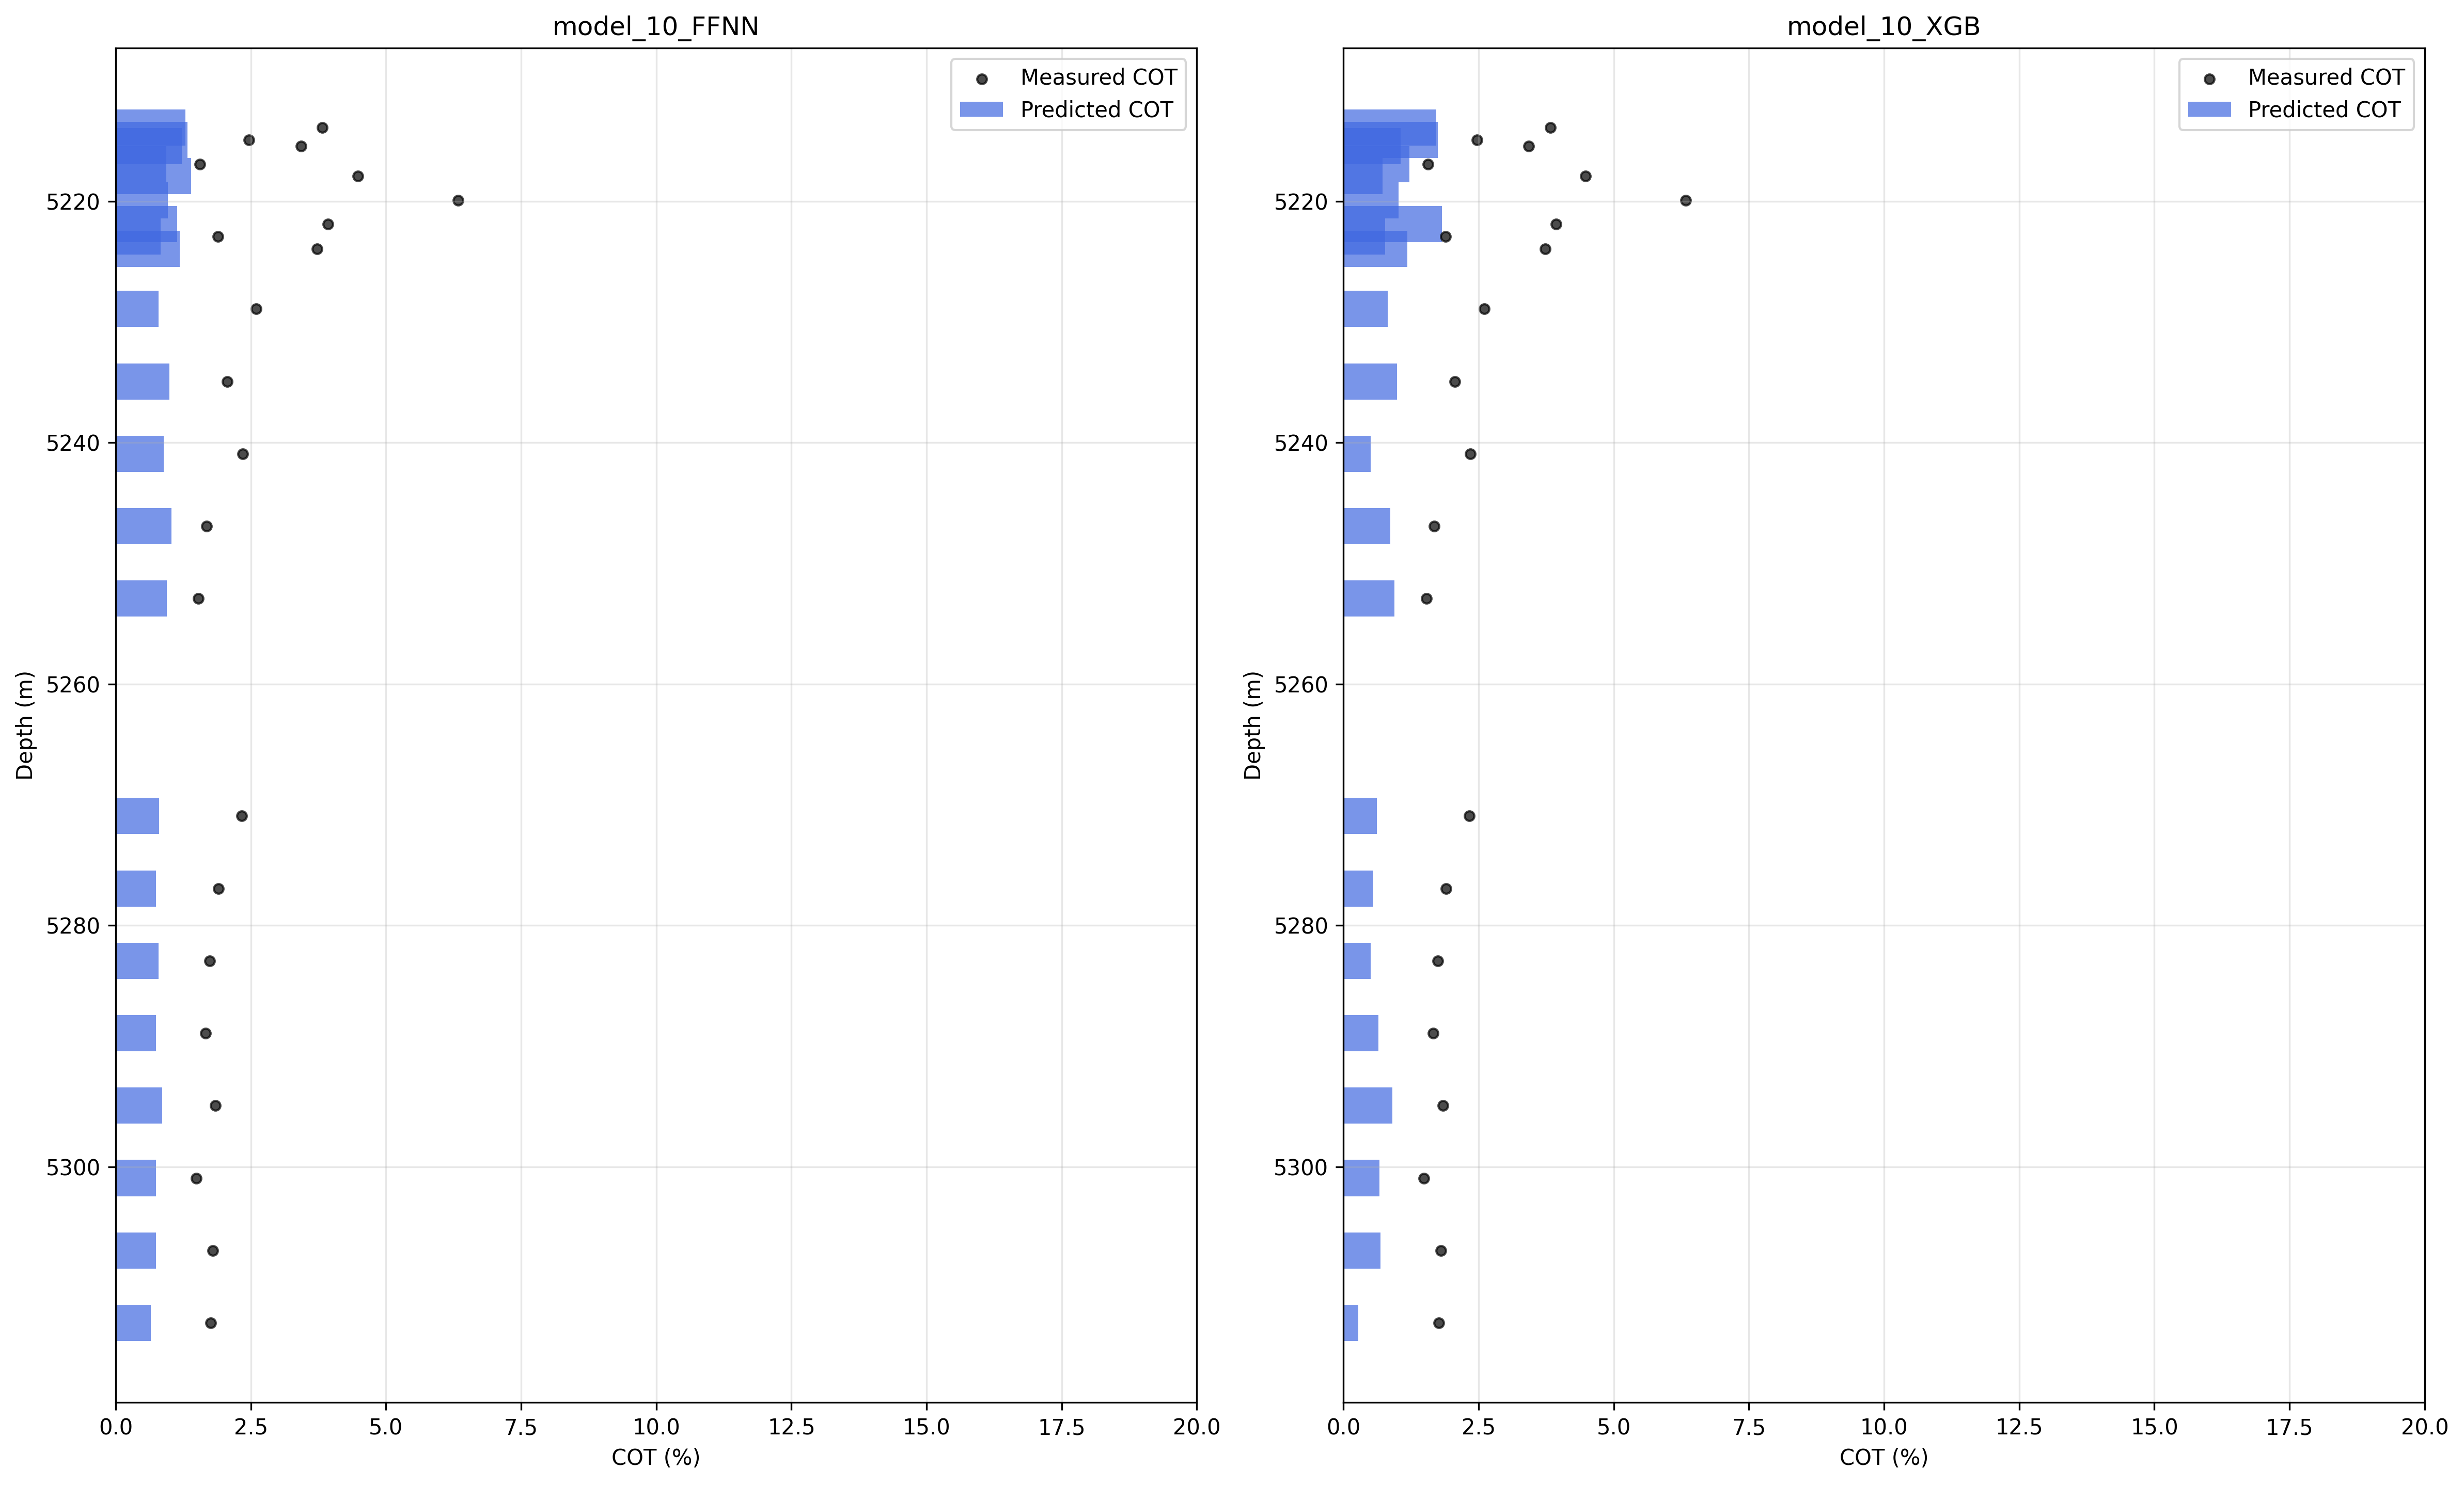 model_10_FFNN
Measured COT
Predicted COT
5220
5240
5260
5280
5300
Depth (m)
0.0 2.5 5.0 7.5 10.0 12.5 15.0 17.5 20.0
COT (%)
model_10_XGB
Measured COT
Predicted COT
5220
5240
5260
5280
5300
Depth (m)
0.0 2.5 5.0 7.5 10.0 12.5 15.0 17.5 20.0
COT (%)